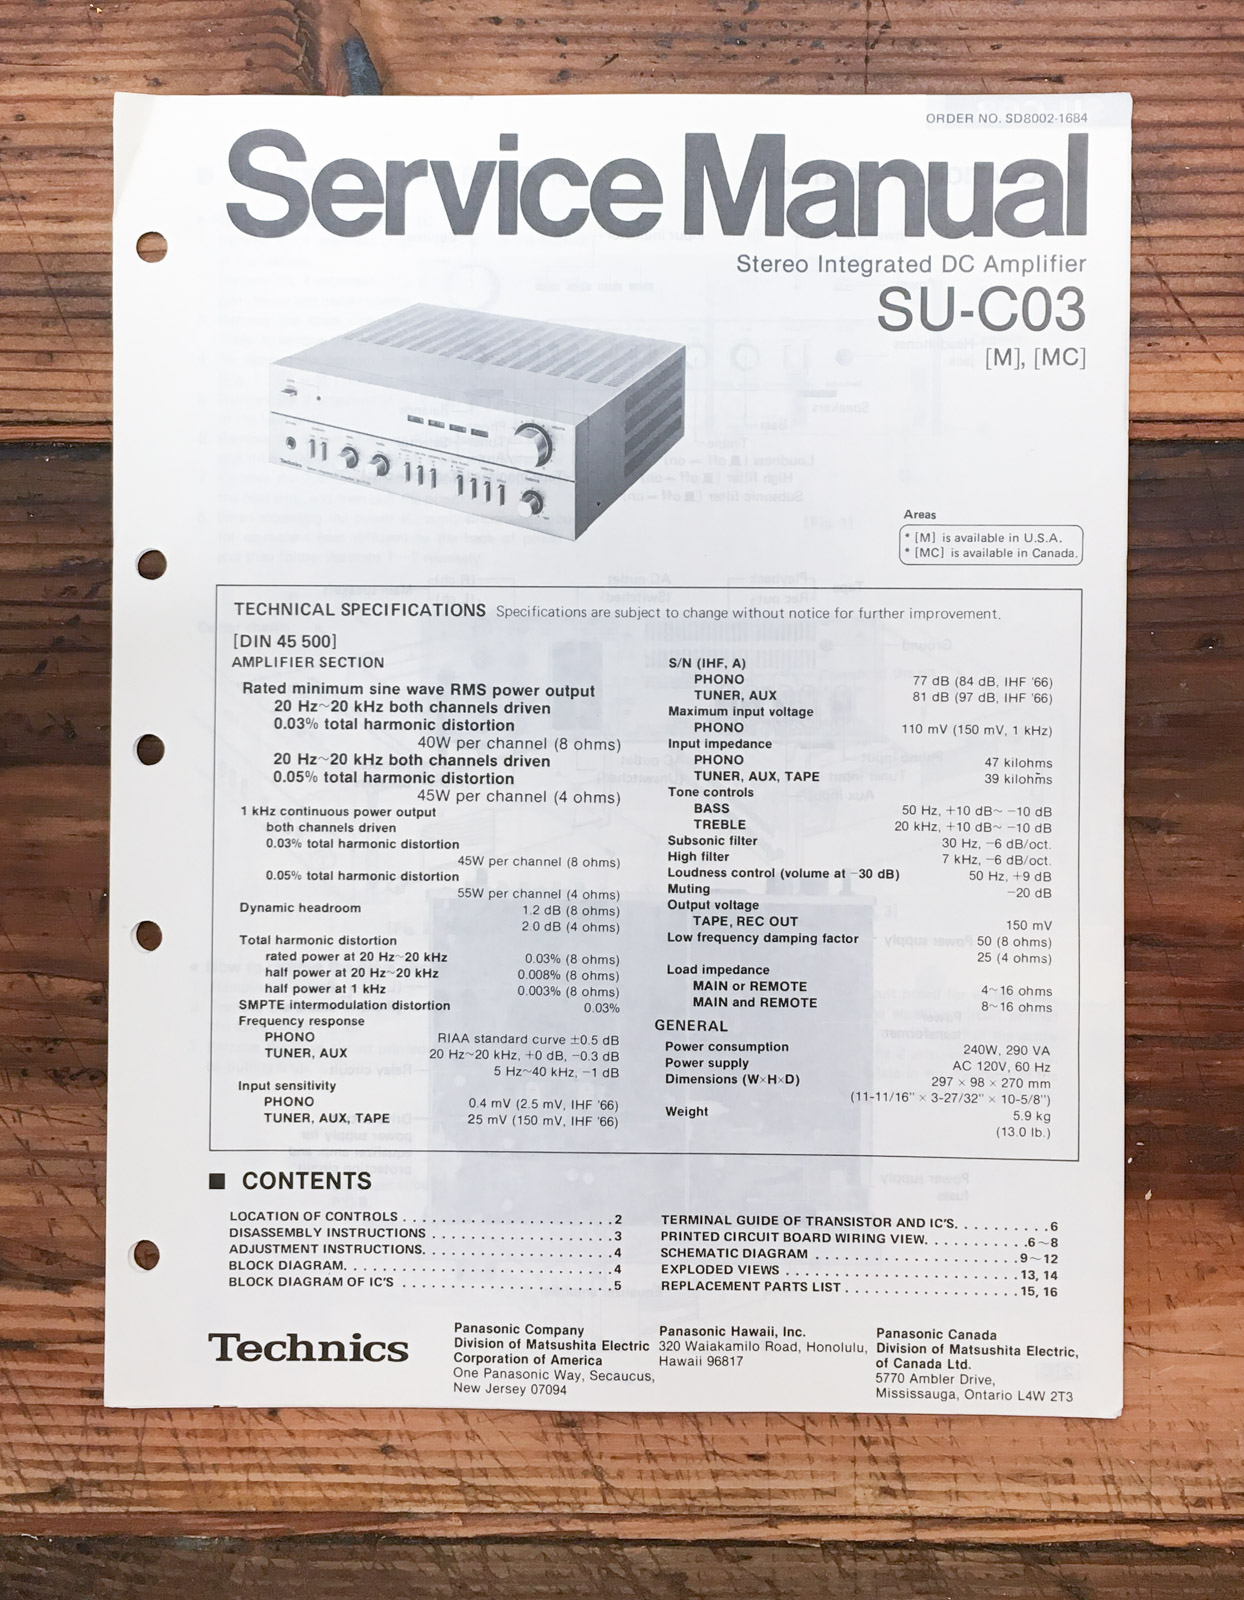 ORDER NO. SD8002-1684
Service Manual
Stereo Integrated DC Amplifier
SU-C03
[M], [MC]
Technics
Areas
* [M] is available in U.S.A.
* [MC] is available in Canada.
TECHNICAL SPECIFICATIONS Specifications are subject to change without notice for further improvement.
[DIN 45 500]
AMPLIFIER SECTION
Rated minimum sine wave RMS power output
20 Hz~20 kHz both channels driven
0.03% total harmonic distortion
40W per channel (8 ohms)
20 Hz~20 kHz both channels driven
0.05% total harmonic distortion
45W per channel (4 ohms)
1 kHz continuous power output
both channels driven
0.03% total harmonic distortion
45W per channel (8 ohms)
0.05% total harmonic distortion
55W per channel (4 ohms)
Dynamic headroom 1.2 dB (8 ohms)
2.0 dB (4 ohms)
Total harmonic distortion
rated power at 20 Hz~20 kHz 0.03% (8 ohms)
half power at 20 Hz~20 kHz 0.008% (8 ohms)
half power at 1 kHz 0.003% (8 ohms)
SMPTE intermodulation distortion 0.03%
Frequency response
PHONO RIAA standard curve ±0.5 dB
TUNER, AUX 20 Hz~20 kHz, +0 dB, −0.3 dB
5 Hz~40 kHz, −1 dB
Input sensitivity
PHONO 0.4 mV (2.5 mV, IHF '66)
TUNER, AUX, TAPE 25 mV (150 mV, IHF '66)
S/N (IHF, A)
PHONO 77 dB (84 dB, IHF '66)
TUNER, AUX 81 dB (97 dB, IHF '66)
Maximum input voltage
PHONO 110 mV (150 mV, 1 kHz)
Input impedance
PHONO 47 kilohms
TUNER, AUX, TAPE 39 kilohms
Tone controls
BASS 50 Hz, +10 dB~ −10 dB
TREBLE 20 kHz, +10 dB~ −10 dB
Subsonic filter 30 Hz, −6 dB/oct.
High filter 7 kHz, −6 dB/oct.
Loudness control (volume at −30 dB) 50 Hz, +9 dB
Muting −20 dB
Output voltage
TAPE, REC OUT 150 mV
Low frequency damping factor 50 (8 ohms)
25 (4 ohms)
Load impedance
MAIN or REMOTE 4~16 ohms
MAIN and REMOTE 8~16 ohms
GENERAL
Power consumption 240W, 290 VA
Power supply AC 120V, 60 Hz
Dimensions (W×H×D) 297 × 98 × 270 mm
(11-11/16" × 3-27/32" × 10-5/8")
Weight 5.9 kg
(13.0 lb.)
■ CONTENTS
LOCATION OF CONTROLS . . . . . . . . . . . . . . . . . . . . . . 2
DISASSEMBLY INSTRUCTIONS . . . . . . . . . . . . . . . . . . . 3
ADJUSTMENT INSTRUCTIONS. . . . . . . . . . . . . . . . . . . . 4
BLOCK DIAGRAM. . . . . . . . . . . . . . . . . . . . . . . . . . . . 4
BLOCK DIAGRAM OF IC'S . . . . . . . . . . . . . . . . . . . . . . 5
TERMINAL GUIDE OF TRANSISTOR AND IC'S. . . . . . . . . . 6
PRINTED CIRCUIT BOARD WIRING VIEW. . . . . . . . . . . 6~8
SCHEMATIC DIAGRAM . . . . . . . . . . . . . . . . . . . . . 9~12
EXPLODED VIEWS . . . . . . . . . . . . . . . . . . . . . . . . 13, 14
REPLACEMENT PARTS LIST . . . . . . . . . . . . . . . . . . 15, 16
Technics
Panasonic Company
Division of Matsushita Electric
Corporation of America
One Panasonic Way, Secaucus,
New Jersey 07094
Panasonic Hawaii, Inc.
320 Waiakamilo Road, Honolulu,
Hawaii 96817
Panasonic Canada
Division of Matsushita Electric,
of Canada Ltd.
5770 Ambler Drive,
Mississauga, Ontario L4W 2T3